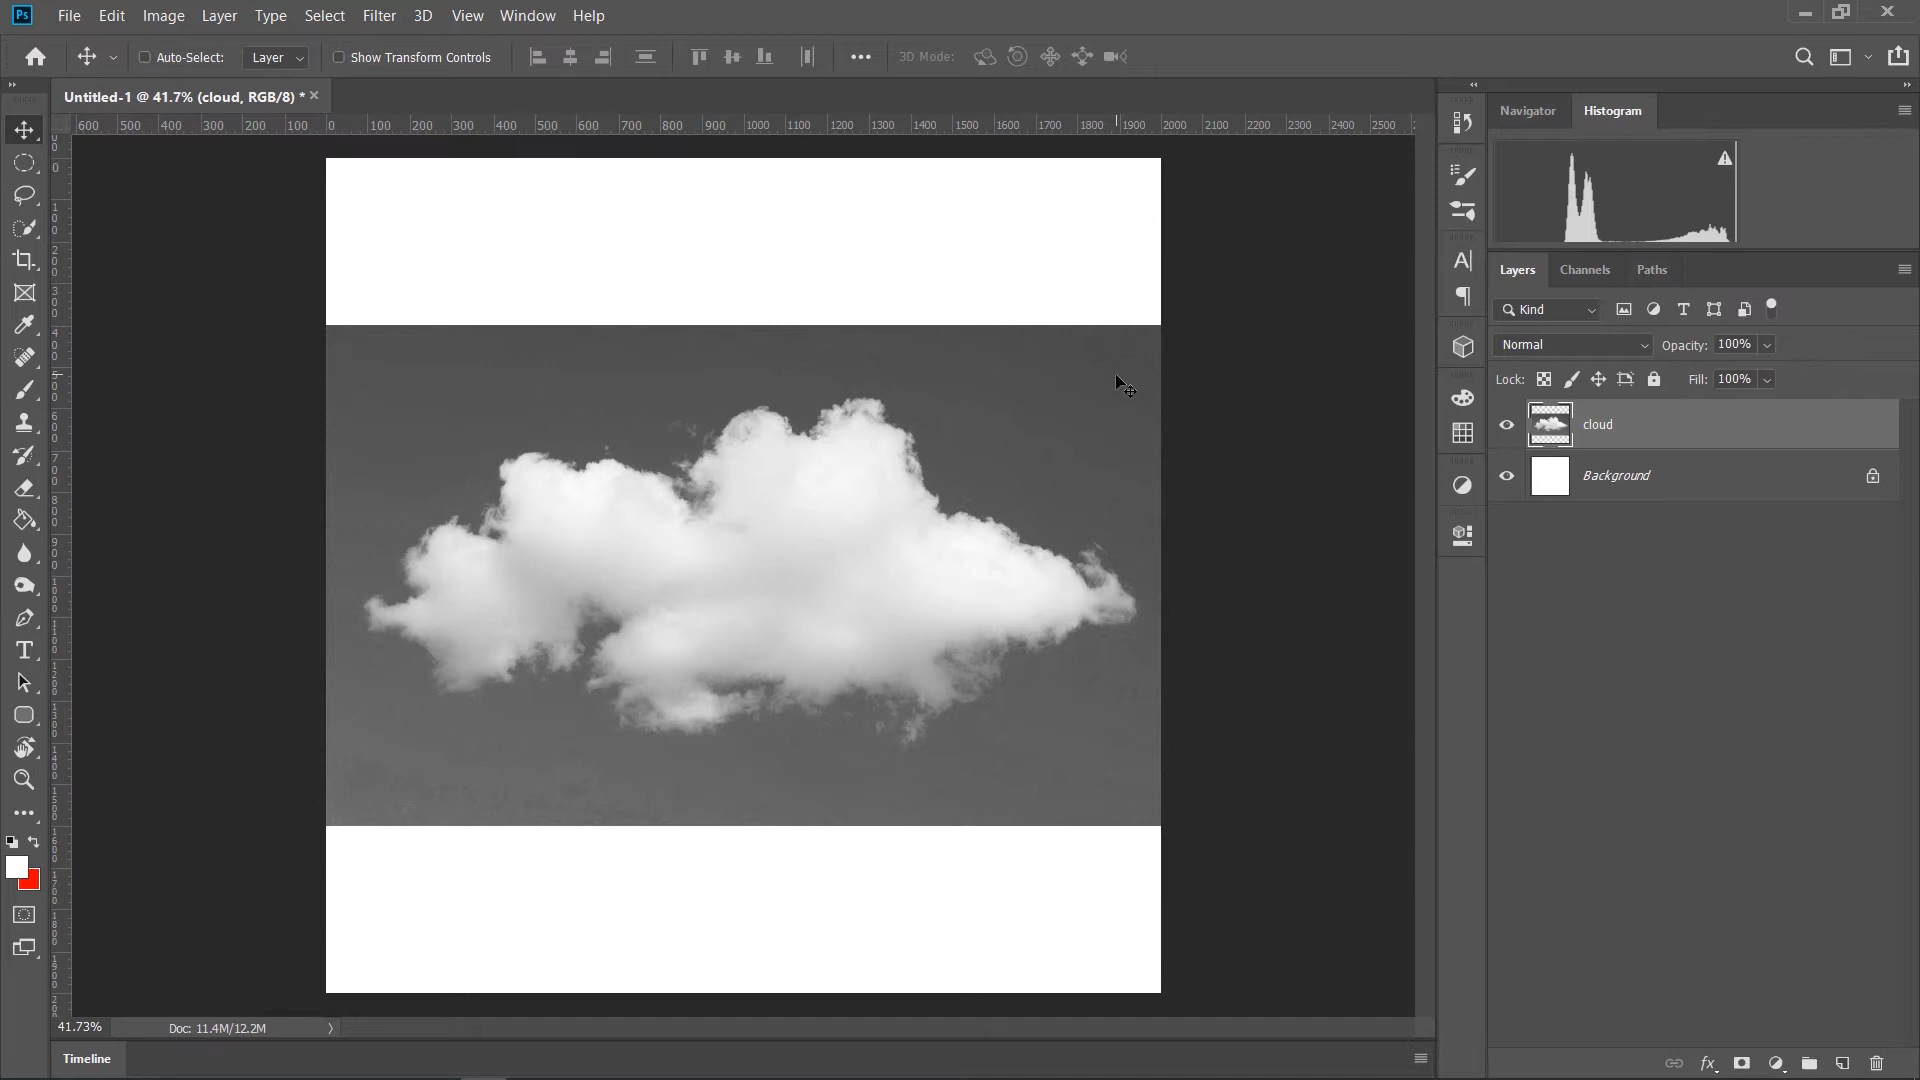 Ps File Edit Image Layer Type Select Filter 3D View Window Help
Auto-Select: Layer Show Transform Controls 3D Mode:
Untitled-1 @ 41.7% (cloud, RGB/8) *
600 500 400 300 200 100 0 100 200 300 400 500 600 700 800 900 1000 1100 1200 1300 1400 1500 1600 1700 1800 1900 2000 2100 2200 2300 2400 2500
Navigator Histogram
Layers Channels Paths
Kind
Normal Opacity: 100%
Lock: Fill: 100%
cloud
Background
41.73% Doc: 11.4M/12.2M
Timeline
fx